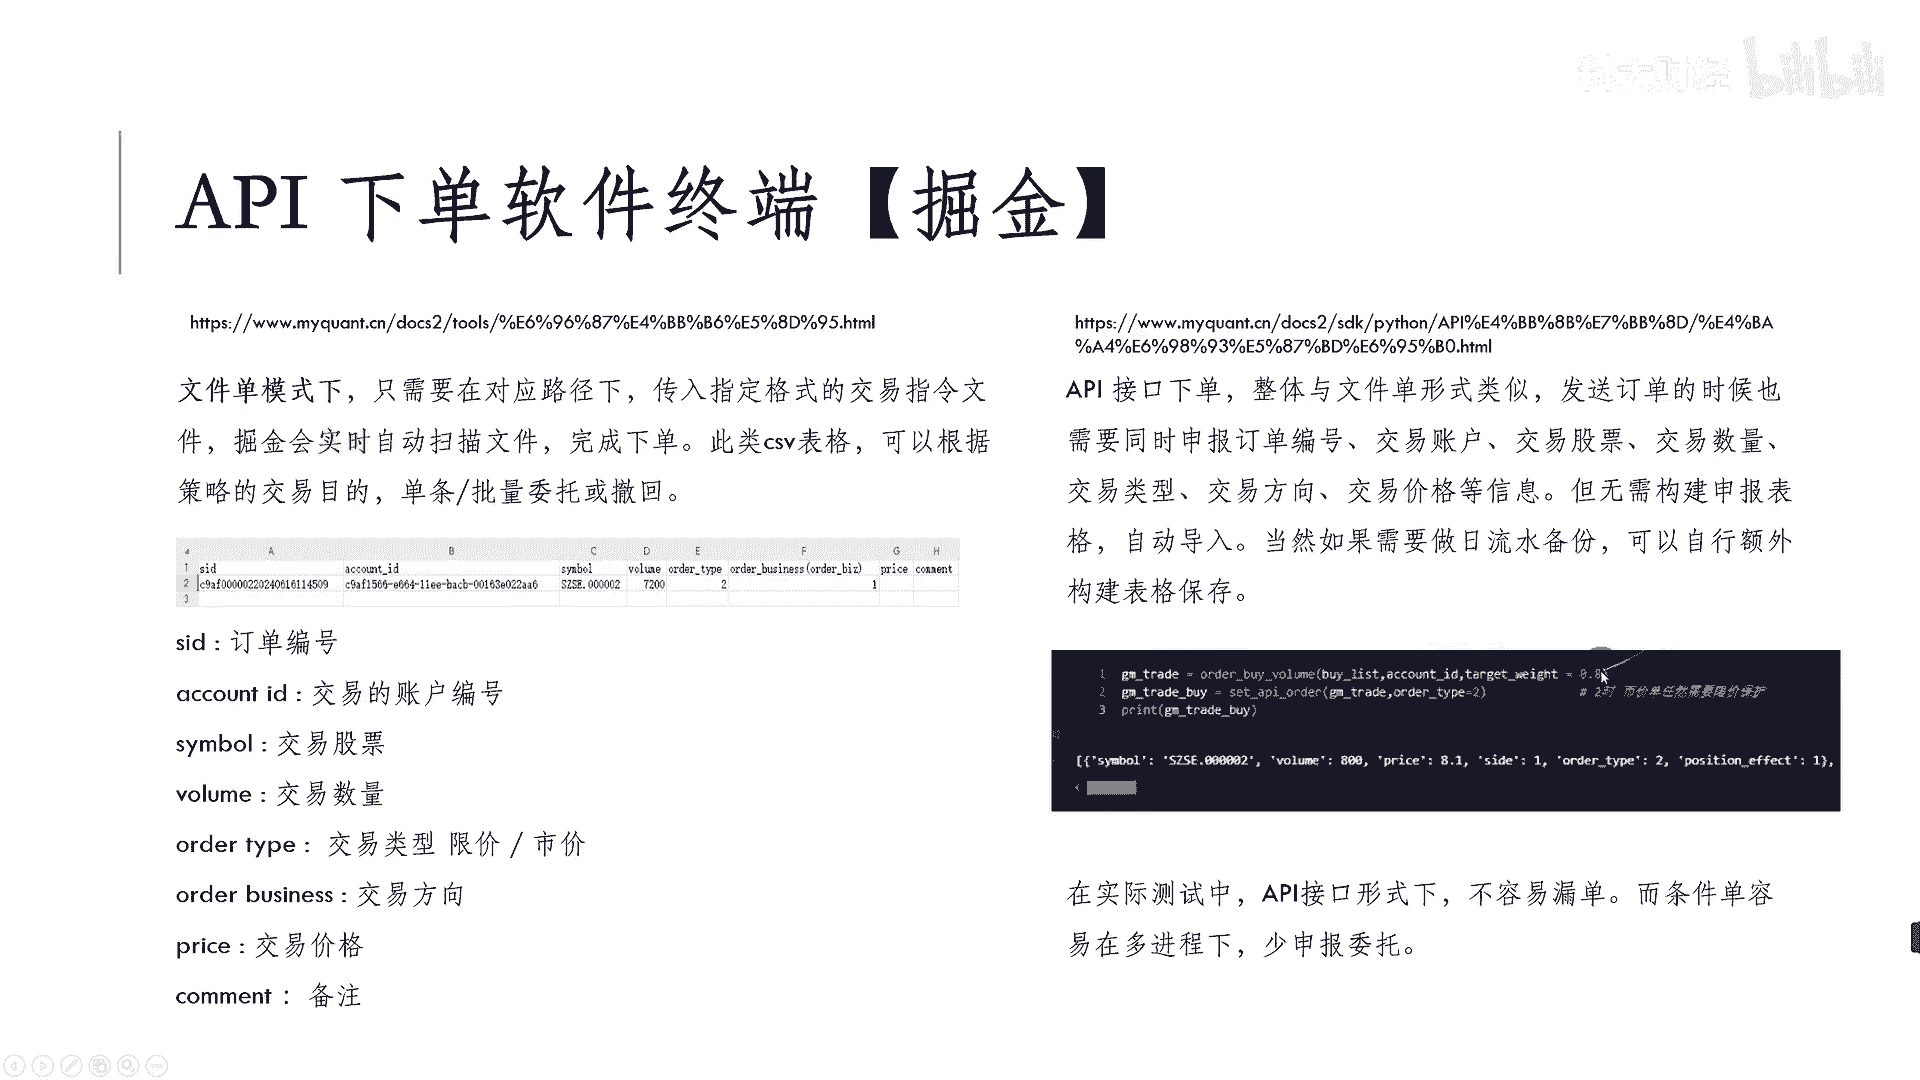 bilibili
API 下单软件终端【掘金】
https://www.myquant.cn/docs2/tools/%E6%96%87%E4%BB%B6%E5%8D%95.html
文件单模式下，只需要在对应路径下，传入指定格式的交易指令文
件，掘金会实时自动扫描文件，完成下单。此类csv表格，可以根据
策略的交易目的，单条/批量委托或撤回。
A B C D E F G H
1 sid account_id symbol volume order_type order_business(order_biz) price comment
2 c9af00000220240616114509 c9af1566-e664-11ee-bacb-00163e022aa6 SZSE.000002 7200 2 1
3
sid : 订单编号
account id : 交易的账户编号
symbol : 交易股票
volume : 交易数量
order type : 交易类型 限价 / 市价
order business : 交易方向
price : 交易价格
comment : 备注
https://www.myquant.cn/docs2/sdk/python/API%E4%BB%8B%E7%BB%8D/%E4%BA
%A4%E6%98%93%E5%87%BD%E6%95%B0.html
API 接口下单，整体与文件单形式类似，发送订单的时候也
需要同时申报订单编号、交易账户、交易股票、交易数量、
交易类型、交易方向、交易价格等信息。但无需构建申报表
格，自动导入。当然如果需要做日流水备份，可以自行额外
构建表格保存。
1 gm_trade = order_buy_volume(buy_list,account_id,target_weight = 0.8
2 gm_trade_buy = set_api_order(gm_trade,order_type=2) # 2时 市价单任然需要限价保护
3 print(gm_trade_buy)
[{'symbol': 'SZSE.000002', 'volume': 800, 'price': 8.1, 'side': 1, 'order_type': 2, 'position_effect': 1},
在实际测试中，API接口形式下，不容易漏单。而条件单容
易在多进程下，少申报委托。